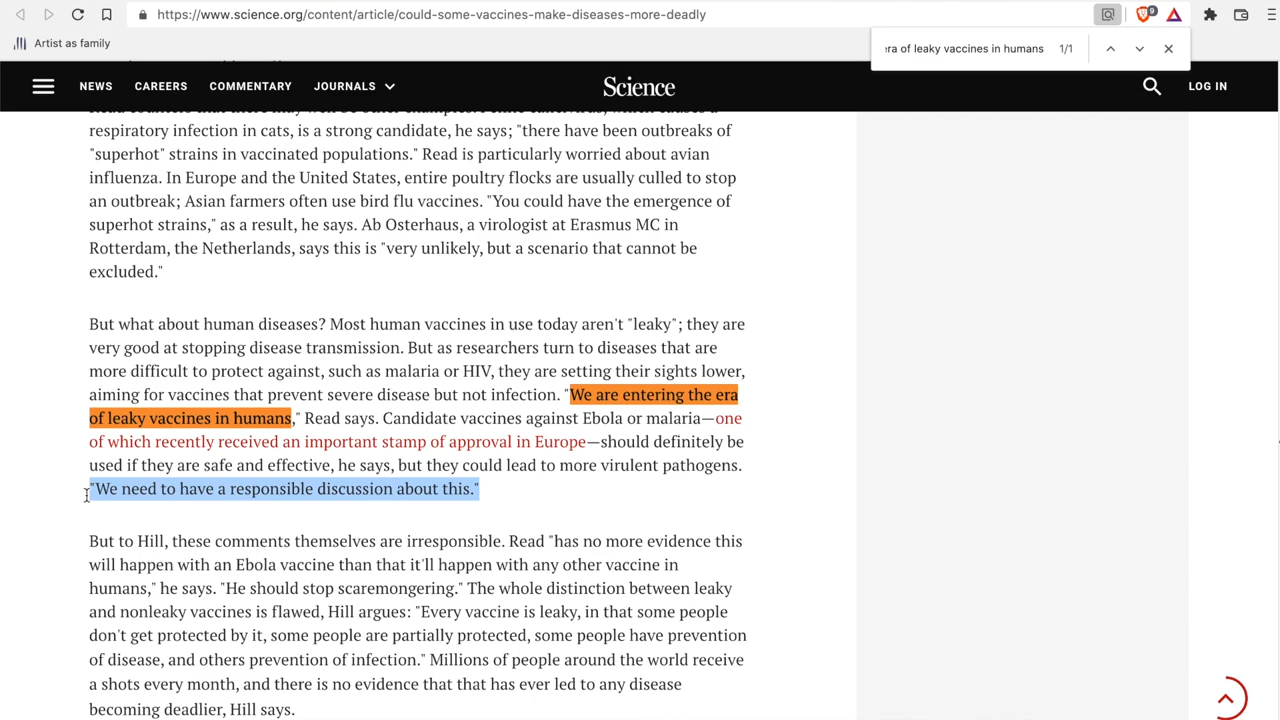 https://www.science.org/content/article/could-some-vaccines-make-diseases-more-deadly
9
Artist as family
era of leaky vaccines in humans 1/1
NEWS CAREERS COMMENTARY JOURNALS Science LOG IN
respiratory infection in cats, is a strong candidate, he says; "there have been outbreaks of
"superhot" strains in vaccinated populations." Read is particularly worried about avian
influenza. In Europe and the United States, entire poultry flocks are usually culled to stop
an outbreak; Asian farmers often use bird flu vaccines. "You could have the emergence of
superhot strains," as a result, he says. Ab Osterhaus, a virologist at Erasmus MC in
Rotterdam, the Netherlands, says this is "very unlikely, but a scenario that cannot be
excluded."
But what about human diseases? Most human vaccines in use today aren't "leaky"; they are
very good at stopping disease transmission. But as researchers turn to diseases that are
more difficult to protect against, such as malaria or HIV, they are setting their sights lower,
aiming for vaccines that prevent severe disease but not infection. "We are entering the era
of leaky vaccines in humans," Read says. Candidate vaccines against Ebola or malaria—one
of which recently received an important stamp of approval in Europe—should definitely be
used if they are safe and effective, he says, but they could lead to more virulent pathogens.
"We need to have a responsible discussion about this."
But to Hill, these comments themselves are irresponsible. Read "has no more evidence this
will happen with an Ebola vaccine than that it'll happen with any other vaccine in
humans," he says. "He should stop scaremongering." The whole distinction between leaky
and nonleaky vaccines is flawed, Hill argues: "Every vaccine is leaky, in that some people
don't get protected by it, some people are partially protected, some people have prevention
of disease, and others prevention of infection." Millions of people around the world receive
a shots every month, and there is no evidence that that has ever led to any disease
becoming deadlier, Hill says.